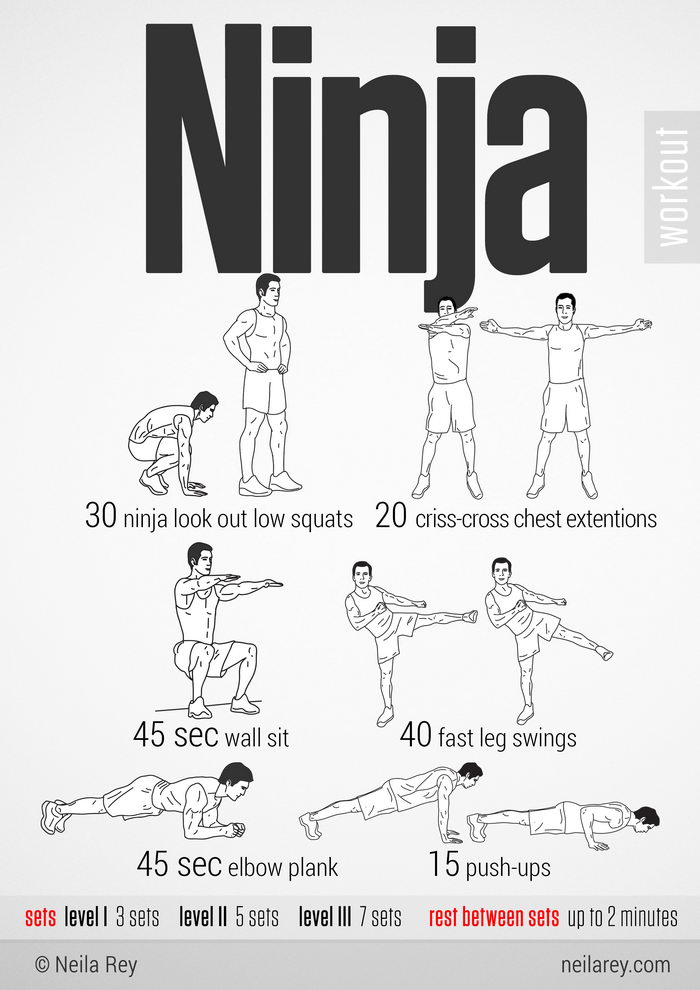 Ninja
workout
30 ninja look out low squats
20 criss-cross chest extentions
45 sec wall sit
40 fast leg swings
45 sec elbow plank
15 push-ups
sets level I 3 sets level II 5 sets level III 7 sets rest between sets up to 2 minutes
© Neila Rey neilarey.com